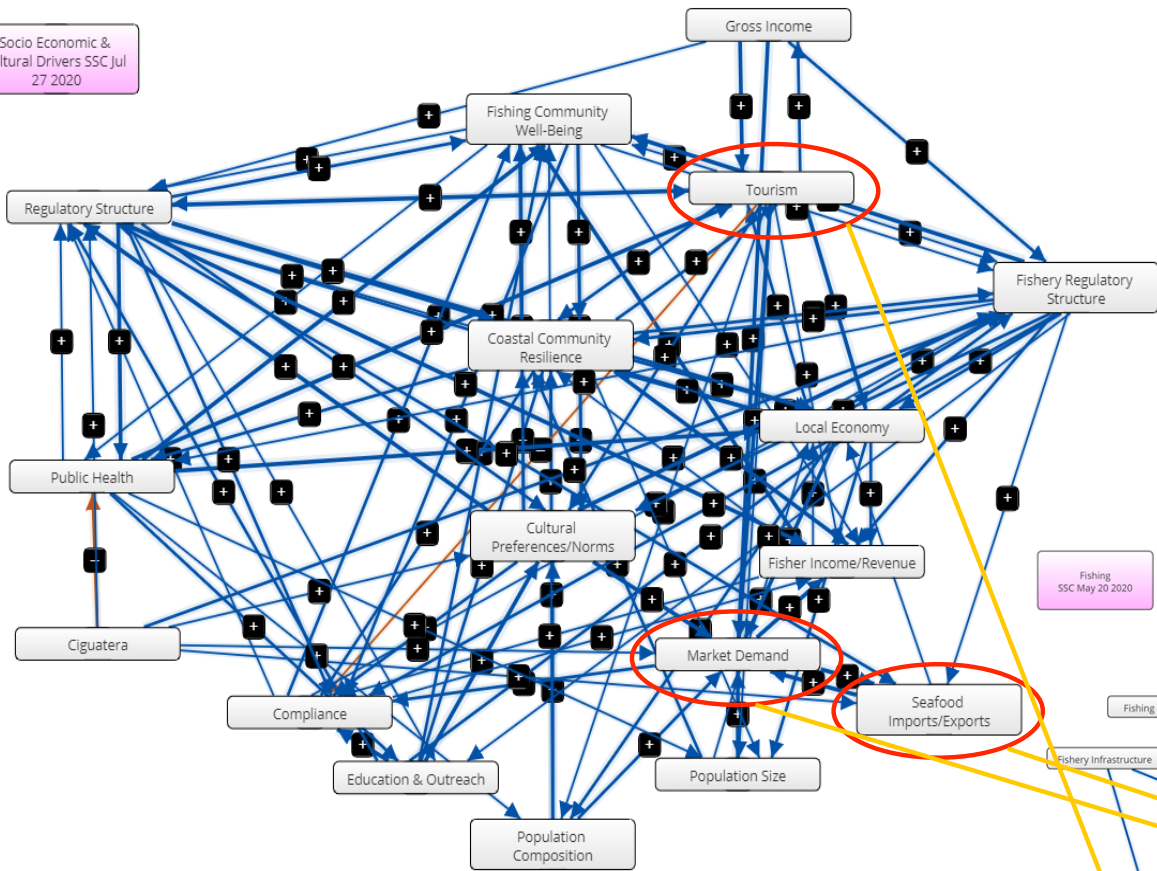 Gross Income
Socio Economic &
ltural Drivers SSC Jul
27 2020
Fishing Community
Well-Being
Tourism
Regulatory Structure
Fishery Regulatory
Structure
Coastal Community
Resilience
Local Economy
Public Health
Cultural
Preferences/Norms
Fisher Income/Revenue
Fishing
SSC May 20 2020
Ciguatera
Market Demand
Compliance
Seafood
Imports/Exports
Fishing
Fishery Infrastructure
Education & Outreach
Population Size
Population
Composition